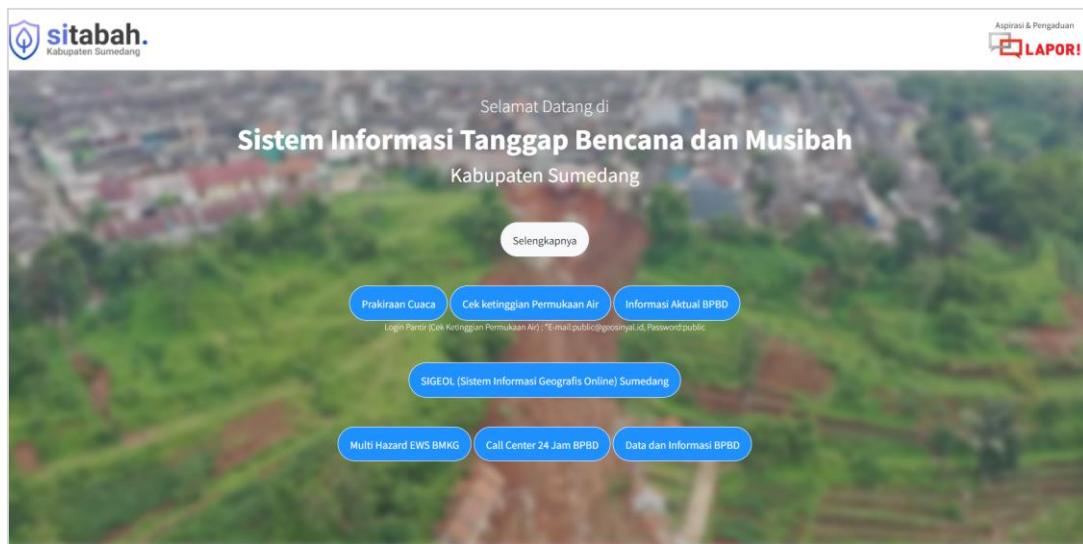 sitabah.
Kabupaten Sumedang
Aspirasi & Pengaduan
LAPOR!
Selamat Datang di
Sistem Informasi Tanggap Bencana dan Musibah
Kabupaten Sumedang
Selengkapnya
Prakiraan Cuaca Cek ketinggian Permukaan Air Informasi Aktual BPBD
Login Pantir (Cek Ketinggian Permukaan Air) : "E-mail:public@geosinyal.id, Password:public
SIGEOL (Sistem Informasi Geografis Online) Sumedang
Multi Hazard EWS BMKG Call Center 24 Jam BPBD Data dan Informasi BPBD